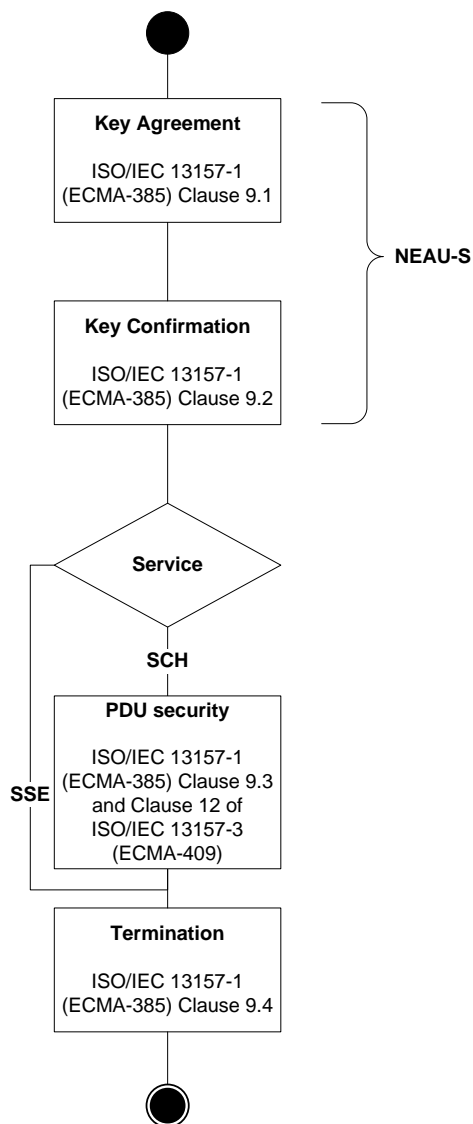 Key Agreement
ISO/IEC 13157-1
(ECMA-385) Clause 9.1
NEAU-S
Key Confirmation
ISO/IEC 13157-1
(ECMA-385) Clause 9.2
Service
SCH
PDU security
ISO/IEC 13157-1
(ECMA-385) Clause 9.3
and Clause 12 of
ISO/IEC 13157-3
(ECMA-409)
SSE
Termination
ISO/IEC 13157-1
(ECMA-385) Clause 9.4